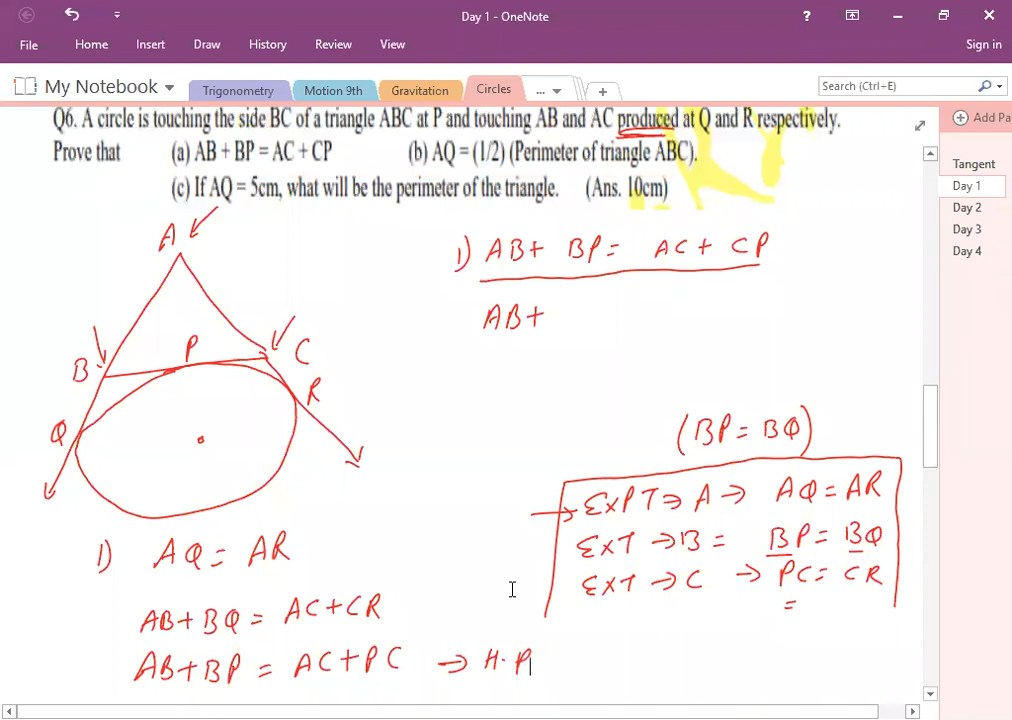 Day 1 - OneNote
File Home Insert Draw History Review View Sign in
My Notebook Trigonometry Motion 9th Gravitation Circles ... + Search (Ctrl+E)
Add Pa
Tangent
Day 1
Day 2
Day 3
Day 4
Q6. A circle is touching the side BC of a triangle ABC at P and touching AB and AC produced at Q and R respectively.
Prove that (a) AB + BP = AC + CP (b) AQ = (1/2) (Perimeter of triangle ABC).
(c) If AQ = 5cm, what will be the perimeter of the triangle. (Ans. 10cm)
A
B
P
C
Q
R
1) AB + BP = AC + CP
AB +
(BP = BQ)
→ EXPT → A → AQ = AR
EXT → B = BP = BQ
EXT → C → PC = CR
=
1) AQ = AR
AB + BQ = AC + CR
AB + BP = AC + PC → H.P